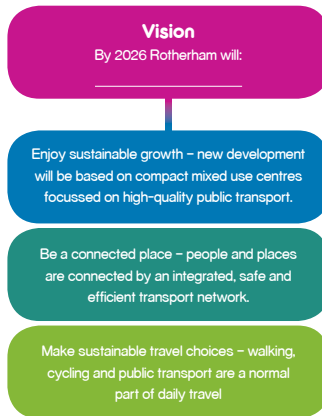 Vision
By 2026 Rotherham will:
Enjoy sustainable growth – new development
will be based on compact mixed use centres
focussed on high-quality public transport.
Be a connected place – people and places
are connected by an integrated, safe and
efficient transport network.
Make sustainable travel choices – walking,
cycling and public transport are a normal
part of daily travel